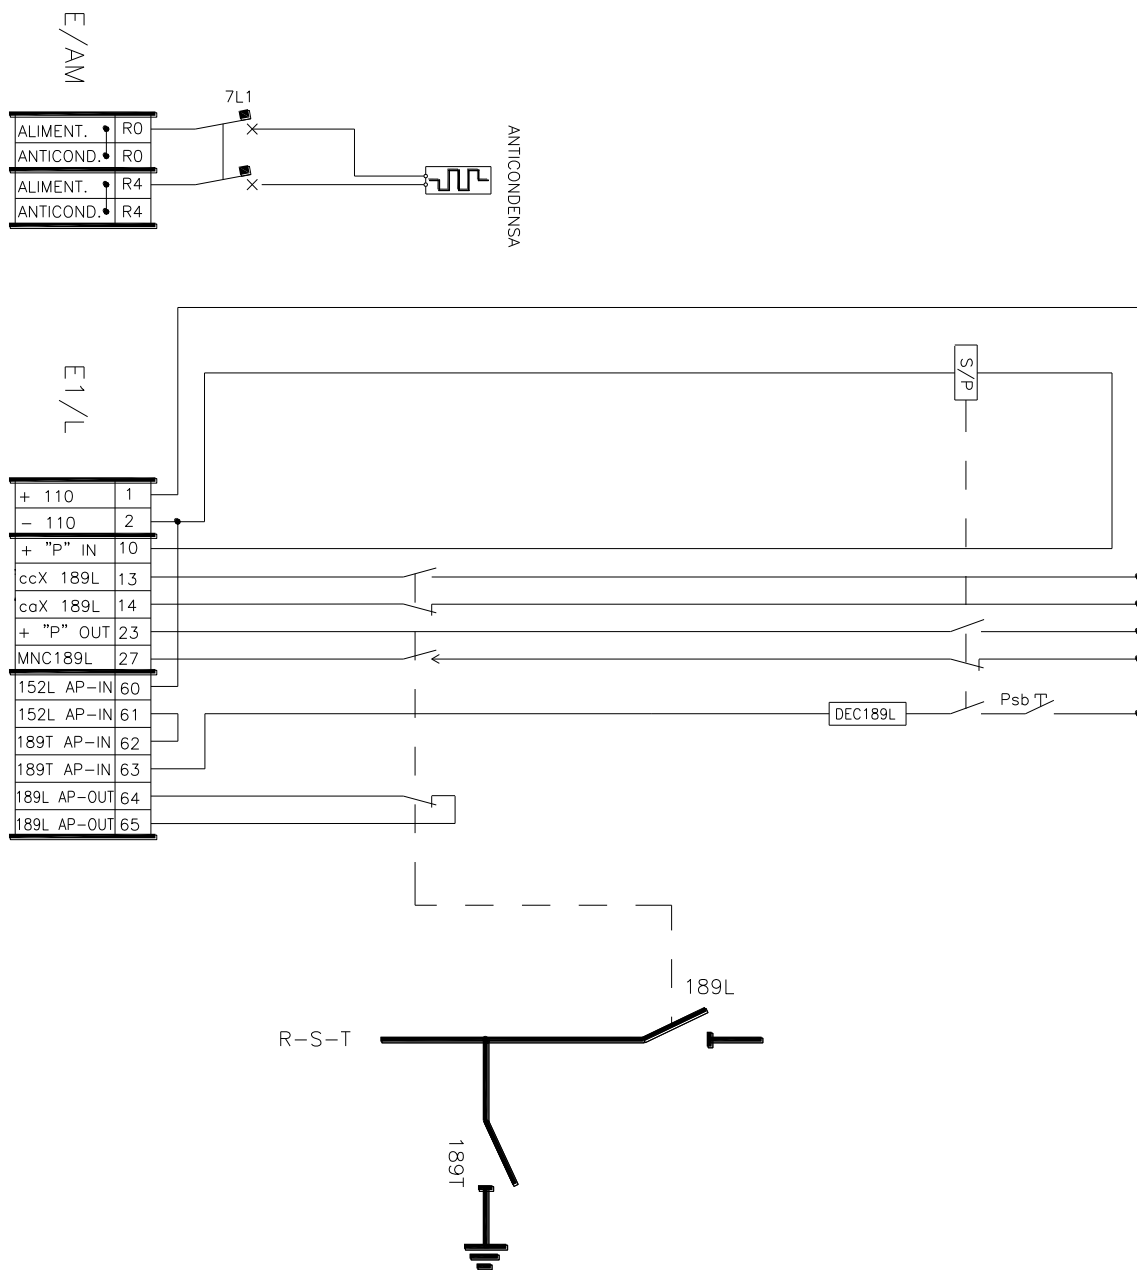 E/AM
7L1
ALIMENT. R0
ANTICOND. R0
ALIMENT. R4
ANTICOND. R4
ANTICONDENSA
E1/L
S/P
+ 110 1
- 110 2
+ "P" IN 10
ccX 189L 13
caX 189L 14
+ "P" OUT 23
MNC189L 27
152L AP-IN 60
152L AP-IN 61
189T AP-IN 62
189T AP-IN 63
189L AP-OUT 64
189L AP-OUT 65
DEC189L
Psb
189L
R-S-T
189T